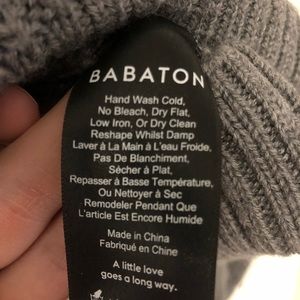 BABATON
Hand Wash Cold,
No Bleach, Dry Flat,
Low Iron, Or Dry Clean
Reshape Whilst Damp
Laver à La Main à L'eau Froide,
Pas De Blanchiment,
Sécher à Plat,
Repasser à Basse Température,
Ou Nettoyer à Sec
Remodeler Pendant Que
L'article Est Encore Humide
Made in China
Fabriqué en Chine
A little love
goes a long way.